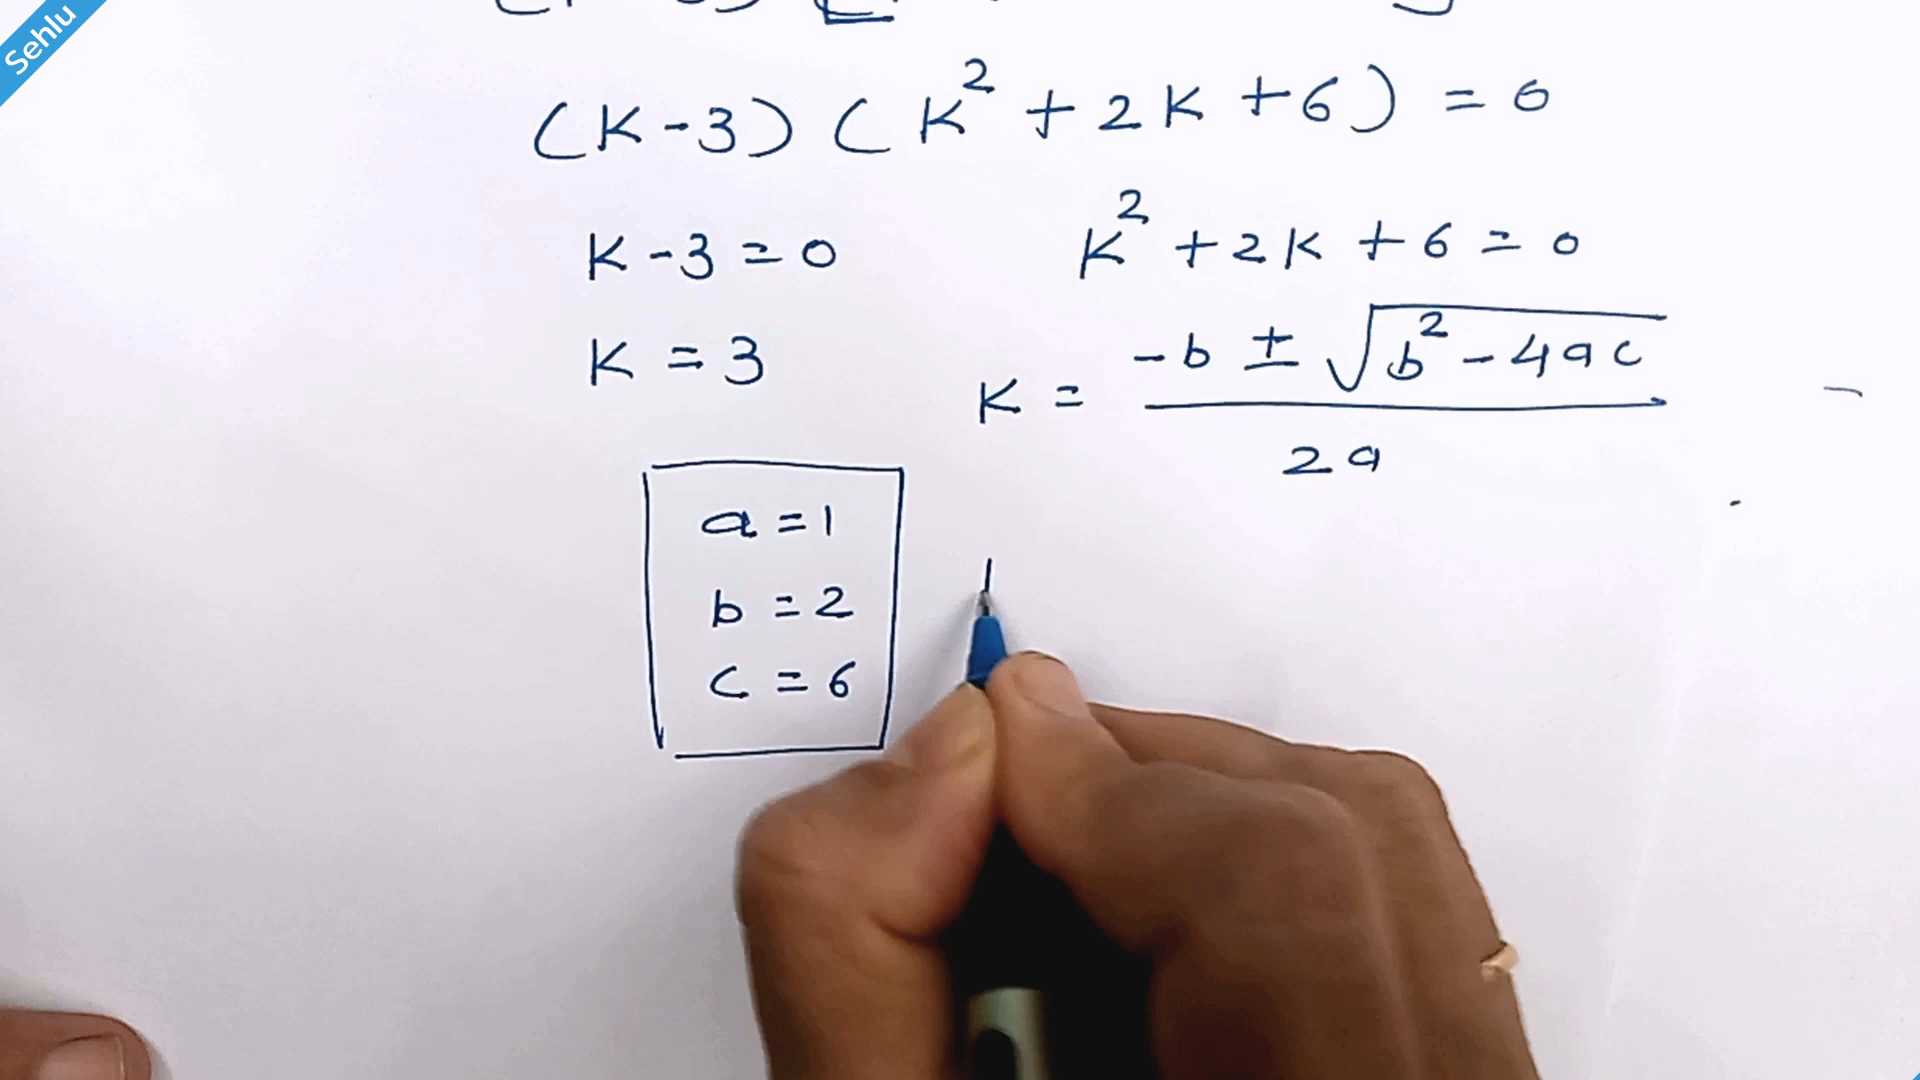 Sehlu
(K-3) (K² + 2K + 6) = 0
K-3=0
K² + 2K + 6 = 0
K = 3
K = -b ± √b² - 4ac / 2a
a = 1
b = 2
c = 6